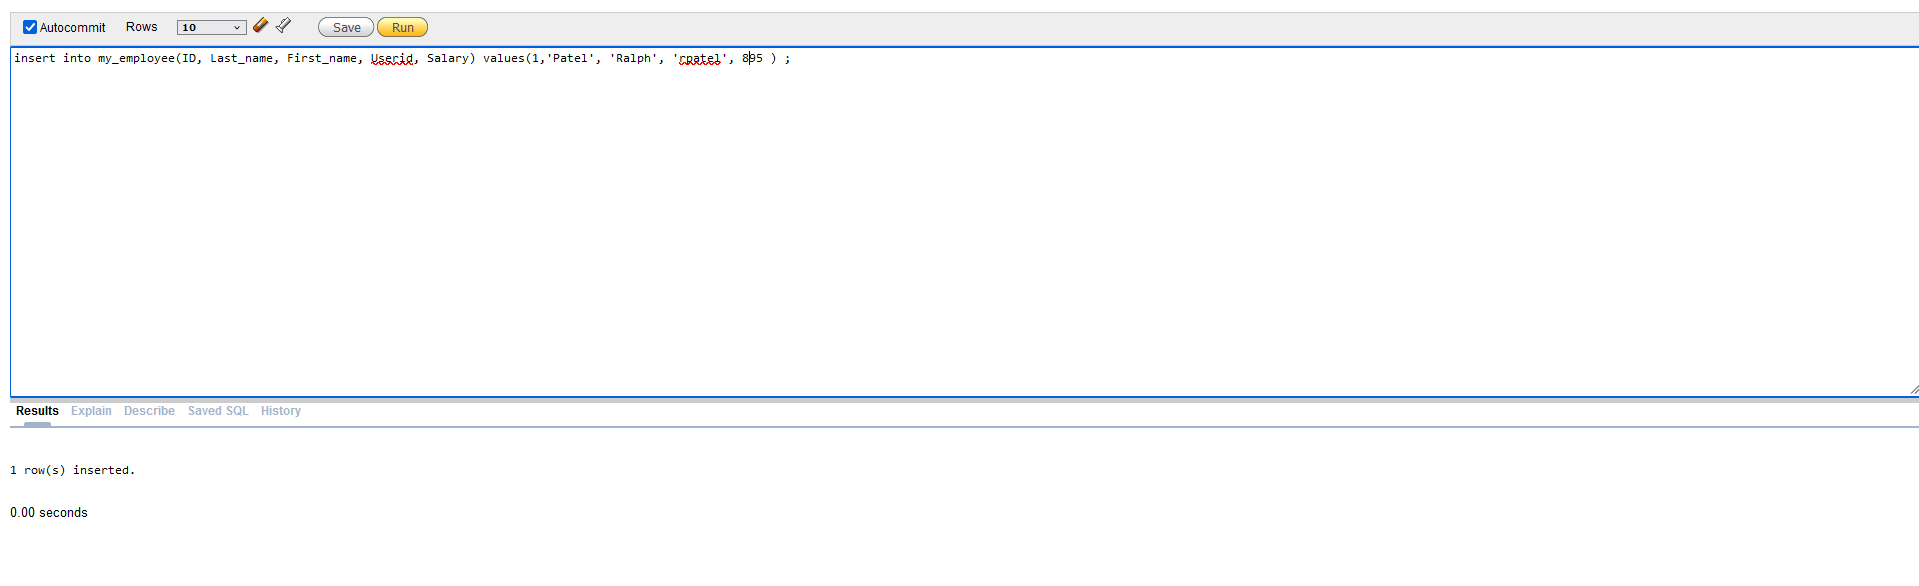 Autocommit Rows 10 Save Run
insert into my_employee(ID, Last_name, First_name, Userid, Salary) values(1,'Patel', 'Ralph', 'rpatel', 895 ) ;
Results Explain Describe Saved SQL History
1 row(s) inserted.
0.00 seconds